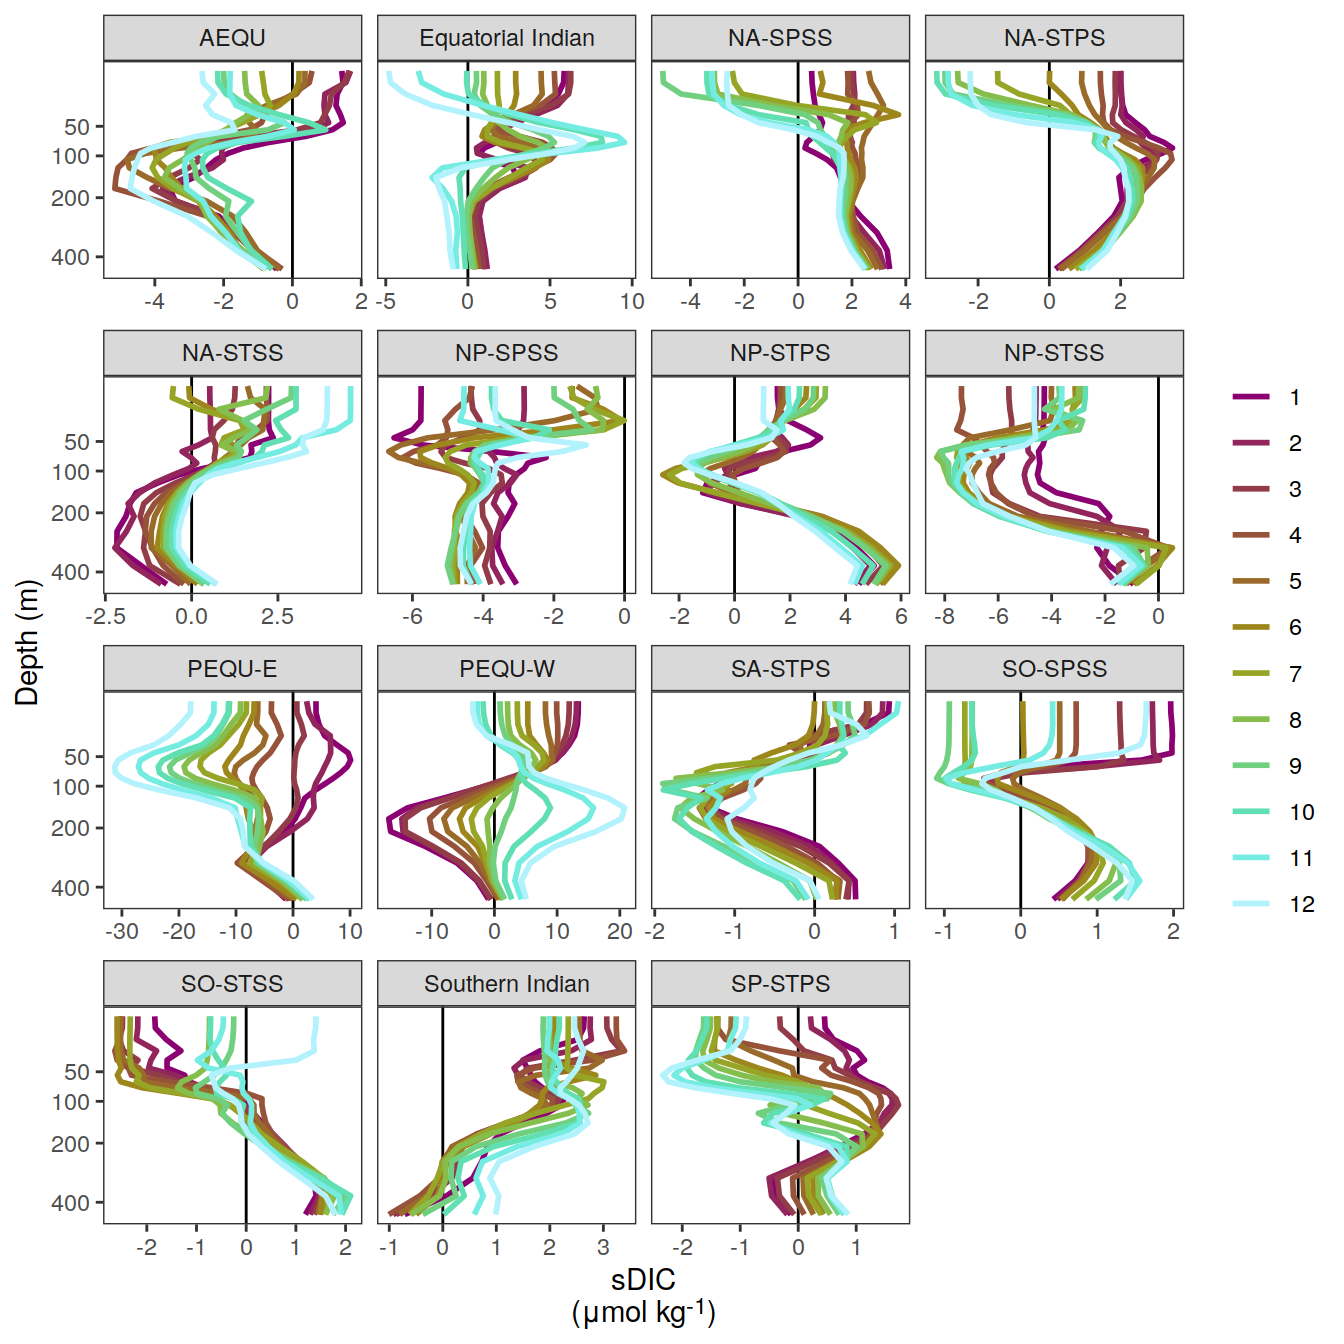 AEQU Equatorial Indian NA-SPSS NA-STPS
50
100
200
400
-4 -2 0 2 -5 0 5 10 -4 -2 0 2 4 -2 0 2
NA-STSS NP-SPSS NP-STPS NP-STSS
50
100
200
400
-2.5 0.0 2.5 -6 -4 -2 0 -2 0 2 4 6 -8 -6 -4 -2 0
PEQU-E PEQU-W SA-STPS SO-SPSS
50
100
200
400
-30 -20 -10 0 10 -10 0 10 20 -2 -1 0 1 -1 0 1 2
SO-STSS Southern Indian SP-STPS
50
100
200
400
-2 -1 0 1 2 -1 0 1 2 3 -2 -1 0 1
Depth (m)
sDIC
(µmol kg⁻¹)
1
2
3
4
5
6
7
8
9
10
11
12